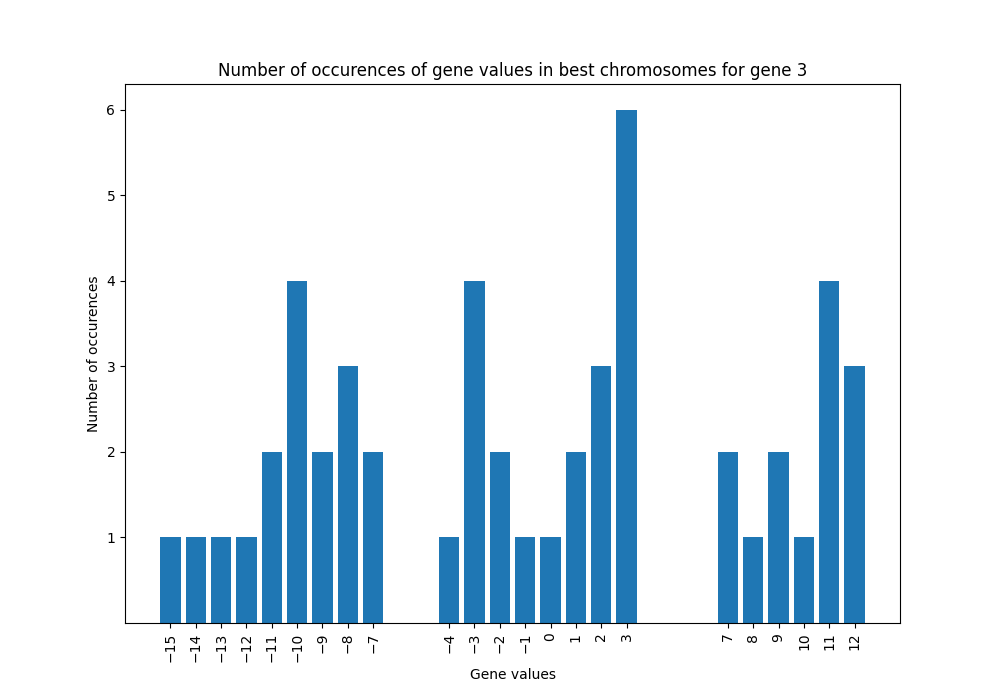 Number of occurences of gene values in best chromosomes for gene 3
Number of occurences
6
5
4
3
2
1
−15 −14 −13 −12 −11 −10 −9 −8 −7 −4 −3 −2 −1 0 1 2 3 7 8 9 10 11 12
Gene values